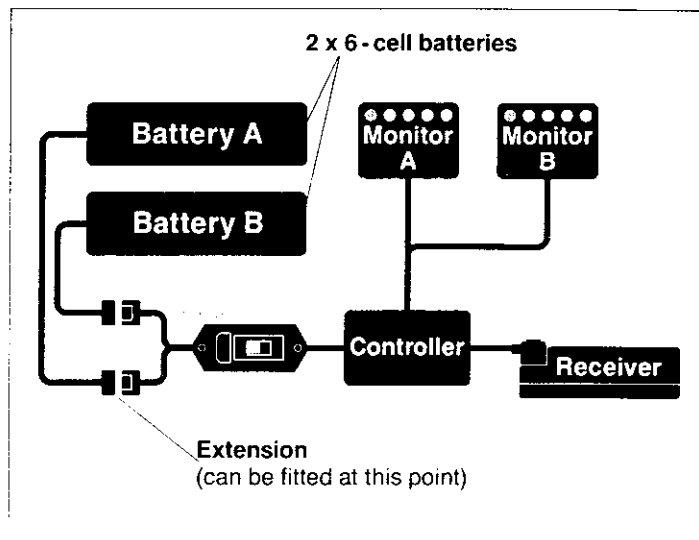 2 x 6 - cell batteries
Battery A
Monitor
A
Monitor
B
Battery B
Controller
Receiver
Extension
(can be fitted at this point)